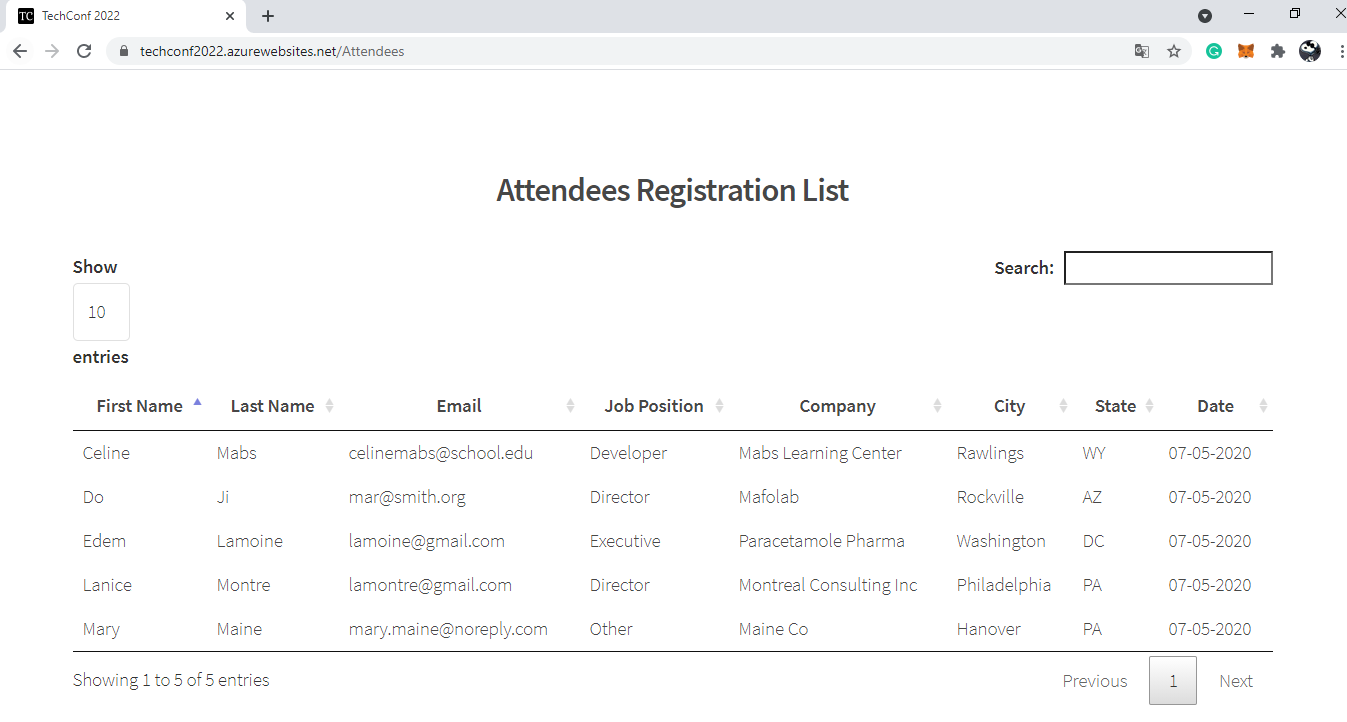 TC TechConf 2022
techconf2022.azurewebsites.net/Attendees
Attendees Registration List
Show
Search:
10
entries
First Name Last Name Email Job Position Company City State Date
Celine Mabs celinemabs@school.edu Developer Mabs Learning Center Rawlings WY 07-05-2020
Do Ji mar@smith.org Director Mafolab Rockville AZ 07-05-2020
Edem Lamoine lamoine@gmail.com Executive Paracetamole Pharma Washington DC 07-05-2020
Lanice Montre lamontre@gmail.com Director Montreal Consulting Inc Philadelphia PA 07-05-2020
Mary Maine mary.maine@noreply.com Other Maine Co Hanover PA 07-05-2020
Showing 1 to 5 of 5 entries Previous 1 Next